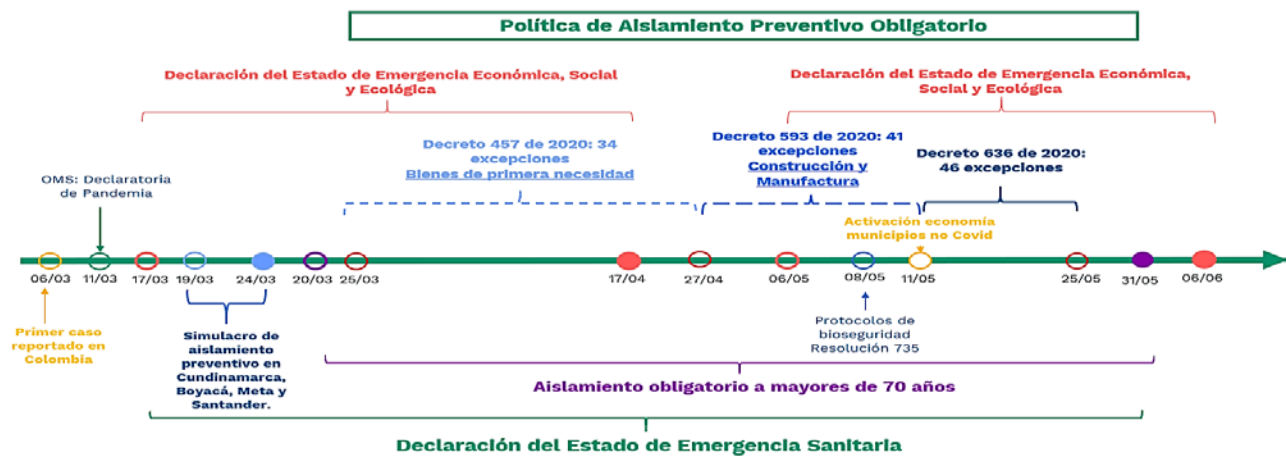 Política de Aislamiento Preventivo Obligatorio
Declaración del Estado de Emergencia Económica, Social
y Ecológica
Declaración del Estado de Emergencia Económica,
Social y Ecológica
Decreto 457 de 2020: 34
excepciones
Bienes de primera necesidad
Decreto 593 de 2020: 41
excepciones
Construcción y
Manufactura
Decreto 636 de 2020:
46 excepciones
OMS: Declaratoria
de Pandemia
Activación economía
municipios no Covid
06/03
11/03
17/03
19/03
24/03
20/03
25/03
17/04
27/04
06/05
08/05
11/05
25/05
31/05
06/06
Primer caso
reportado en
Colombia
Simulacro de
aislamiento
preventivo en
Cundinamarca,
Boyacá, Meta y
Santander.
Protocolos de
bioseguridad
Resolución 735
Aislamiento obligatorio a mayores de 70 años
Declaración del Estado de Emergencia Sanitaria